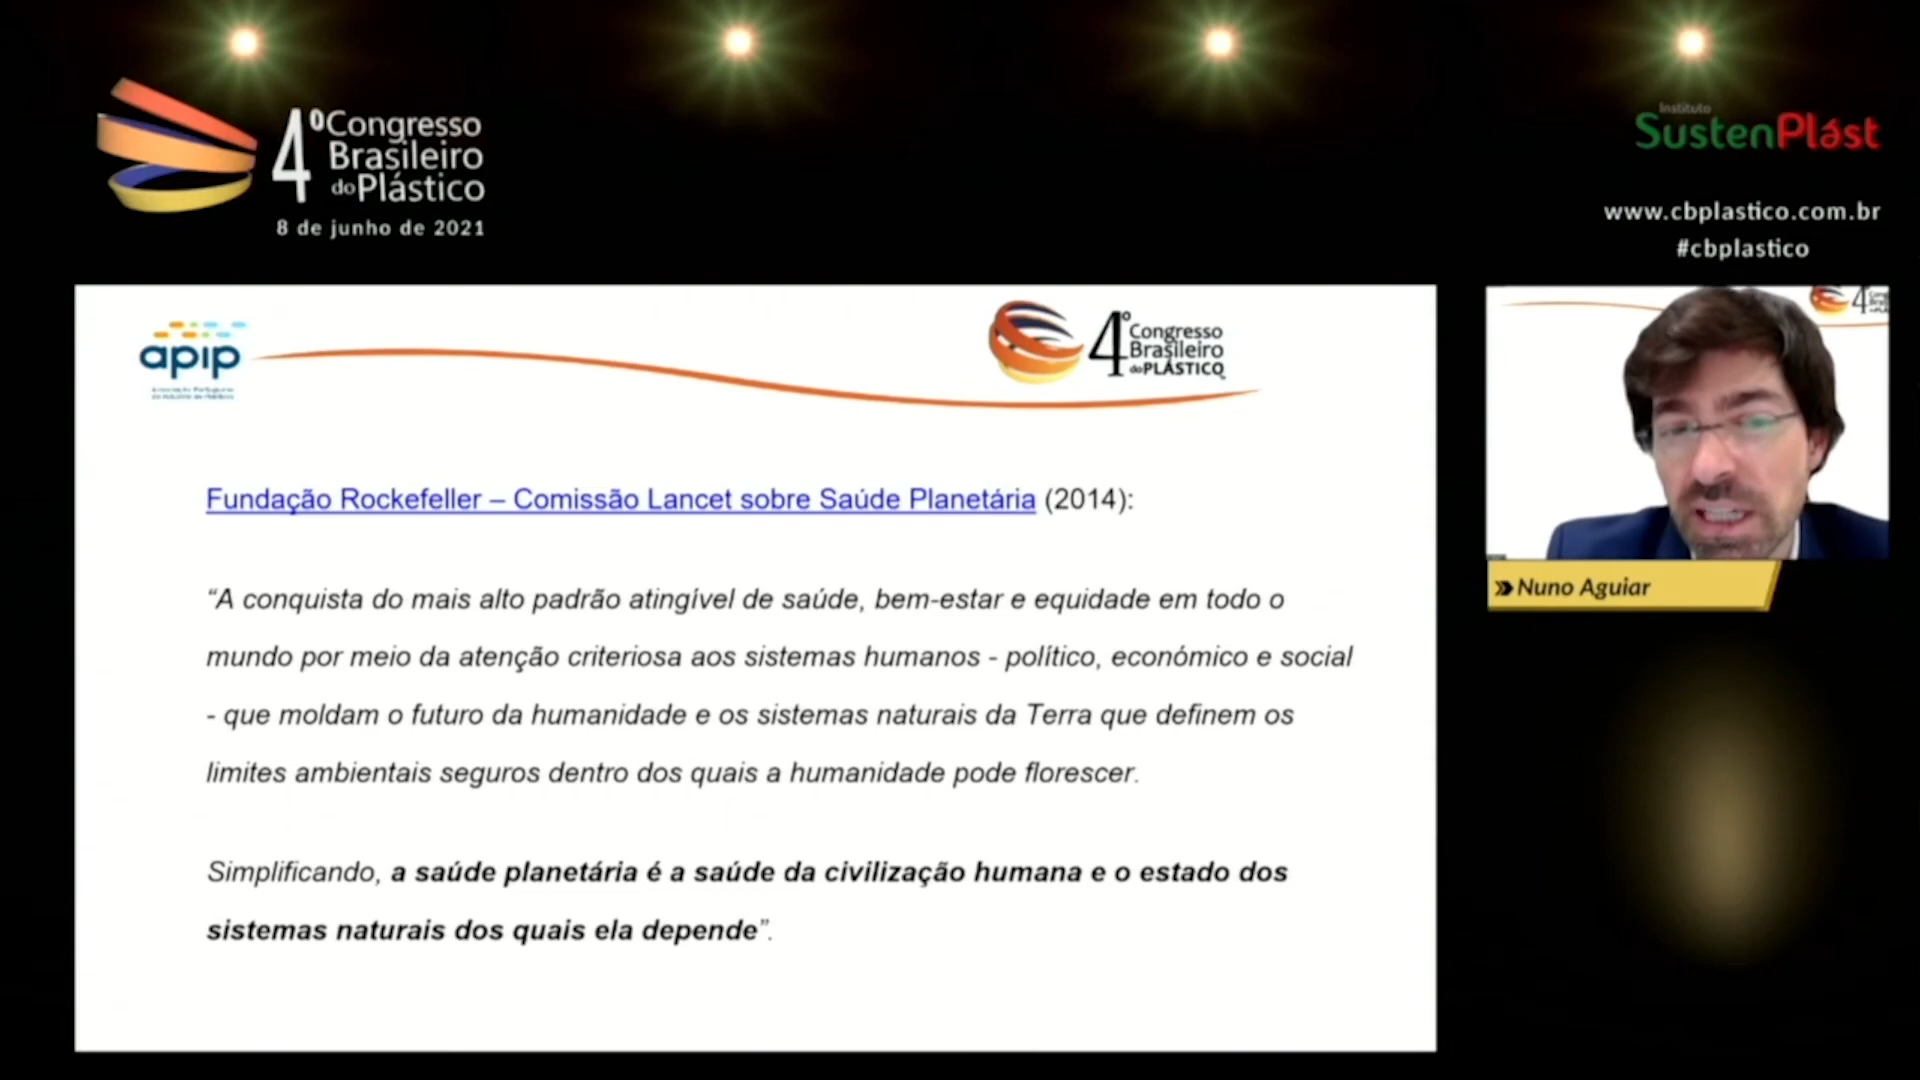 4º Congresso
Brasileiro
do Plástico
8 de junho de 2021
Instituto
SustenPlást
www.cbplastico.com.br
#cbplastico
apip
4º Congresso
Brasileiro
do PLÁSTICO
Fundação Rockefeller – Comissão Lancet sobre Saúde Planetária (2014):
“A conquista do mais alto padrão atingível de saúde, bem-estar e equidade em todo o
mundo por meio da atenção criteriosa aos sistemas humanos - político, económico e social
- que moldam o futuro da humanidade e os sistemas naturais da Terra que definem os
limites ambientais seguros dentro dos quais a humanidade pode florescer.
Simplificando, a saúde planetária é a saúde da civilização humana e o estado dos
sistemas naturais dos quais ela depende”.
Nuno Aguiar